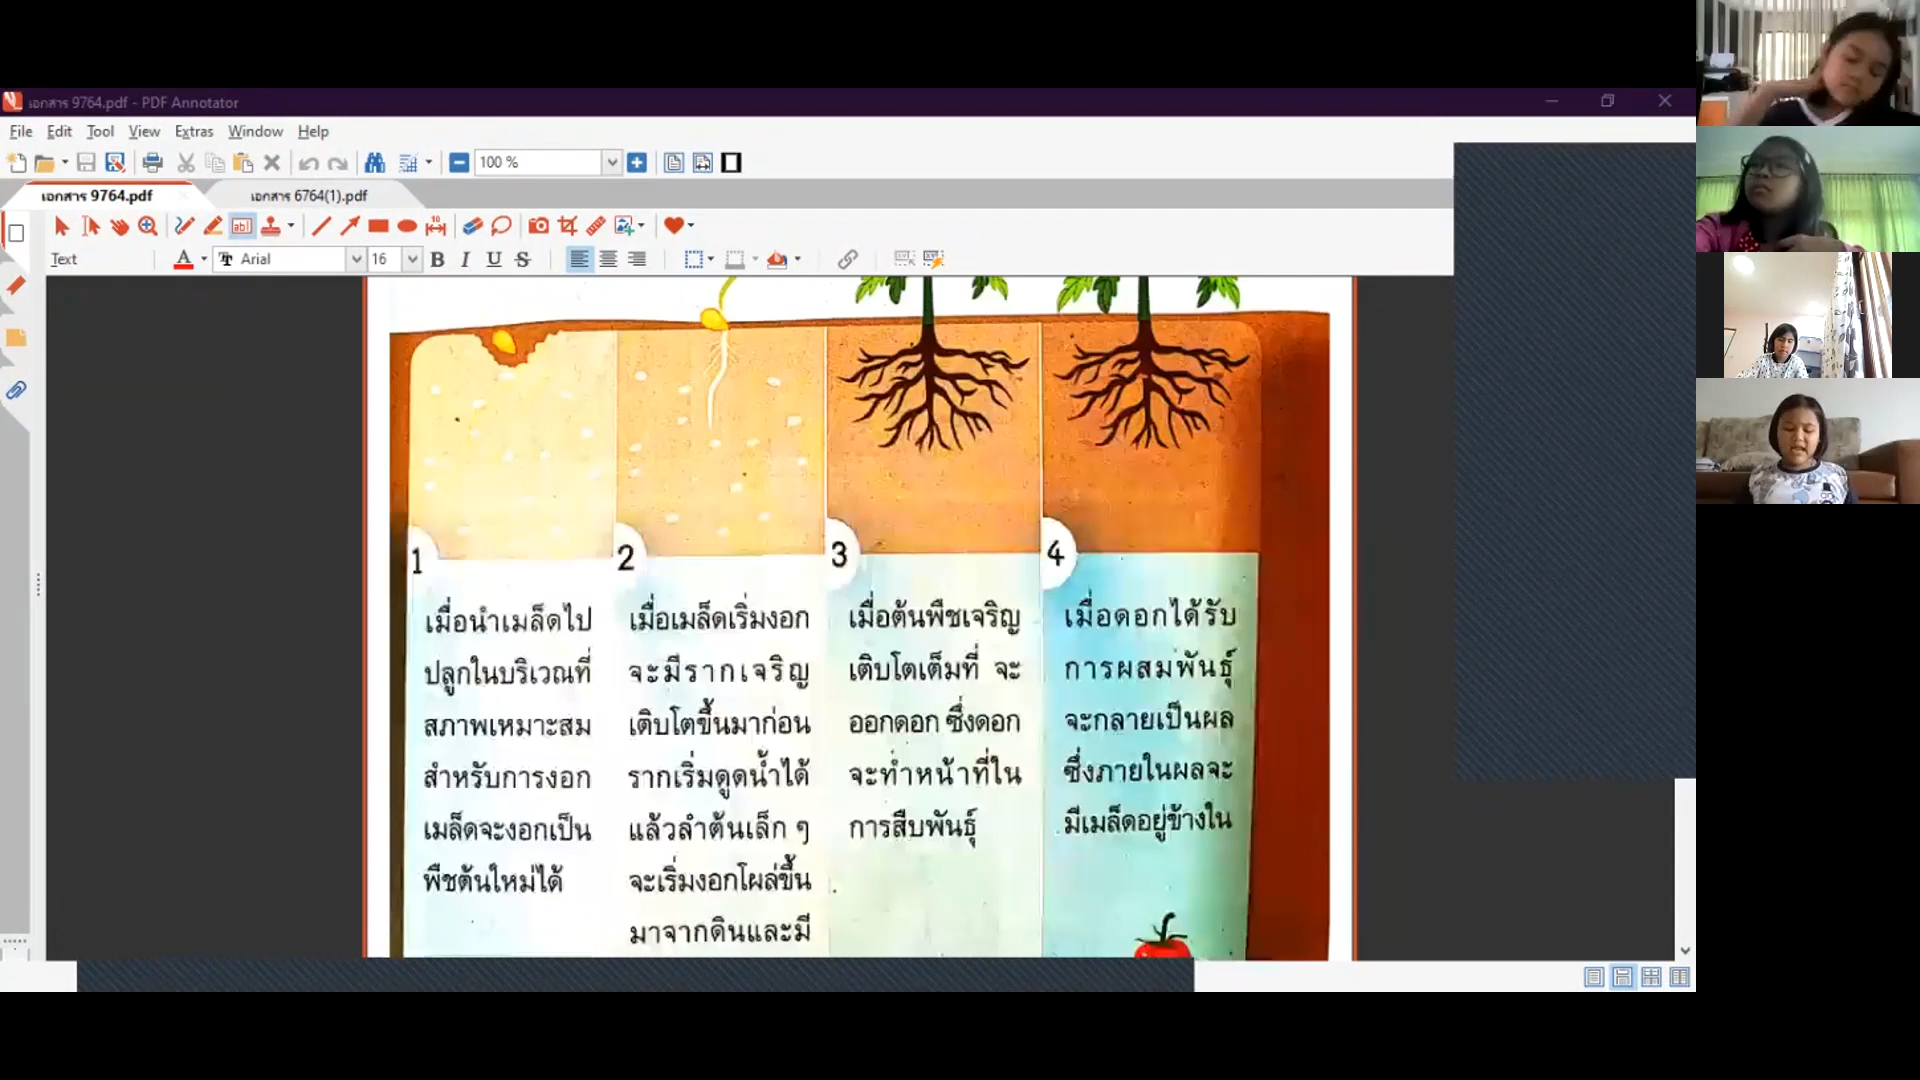 เอกสาร 9764.pdf - PDF Annotator
File Edit Tool View Extras Window Help
100 %
เอกสาร 9764.pdf
เอกสาร 6764(1).pdf
Text
Arial
16
1
2
3
4
เมื่อนำเมล็ดไป
ปลูกในบริเวณที่
สภาพเหมาะสม
สำหรับการงอก
เมล็ดจะงอกเป็น
พืชต้นใหม่ได้
เมื่อเมล็ดเริ่มงอก
จะมีรากเจริญ
เติบโตขึ้นมาก่อน
รากเริ่มดูดน้ำได้
แล้วลำต้นเล็ก ๆ
จะเริ่มงอกโผล่ขึ้น
มาจากดินและมี
เมื่อต้นพืชเจริญ
เติบโตเต็มที่ จะ
ออกดอก ซึ่งดอก
จะทำหน้าที่ใน
การสืบพันธุ์
เมื่อดอกได้รับ
การผสมพันธุ์
จะกลายเป็นผล
ซึ่งภายในผลจะ
มีเมล็ดอยู่ข้างใน